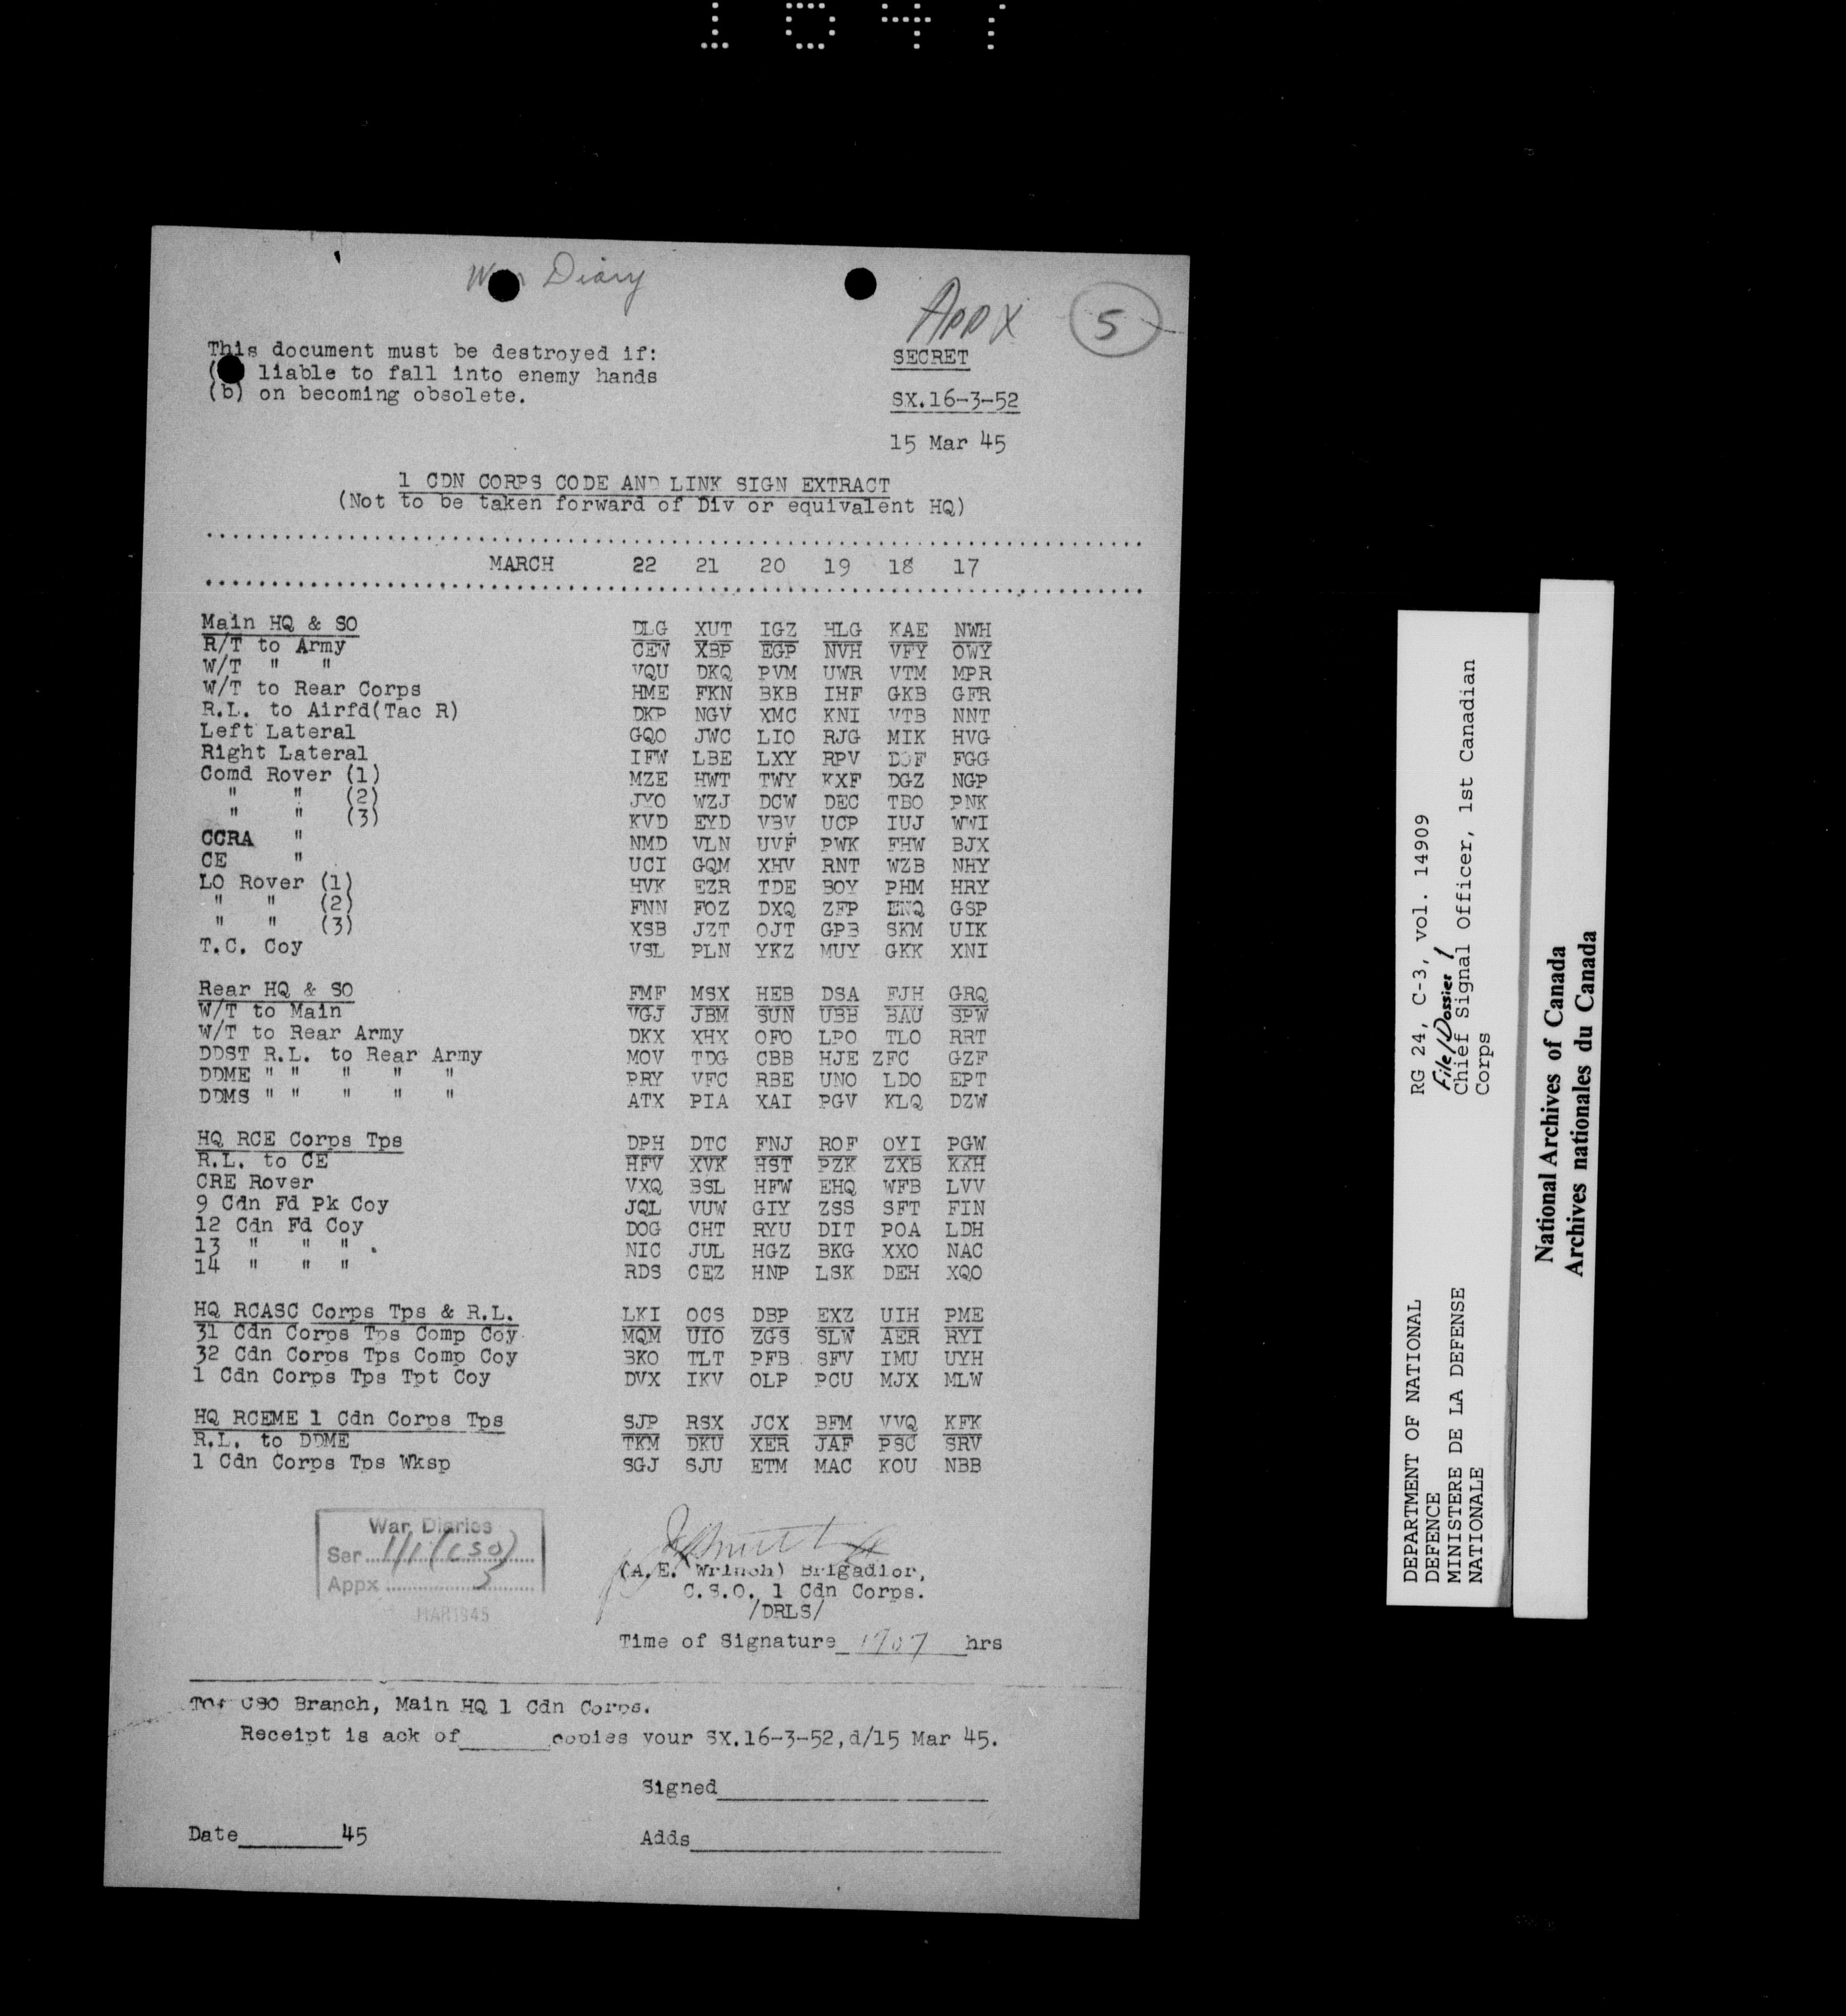 War Diary
Appx 5
This document must be destroyed if:
liable to fall into enemy hands
(b) on becoming obsolete.
SECRET
SX.16-3-52
15 Mar 45
1 CDN CORPS CODE AND LINK SIGN EXTRACT
(Not to be taken forward of Div or equivalent HQ)
MARCH 22 21 20 19 18 17
Main HQ & SO DLG XUT IGZ HLG KAE NWH
R/T to Army CEW XBP EGP NVH VFY OWY
W/T " " VQU DKQ PVM UWR VTM MPR
W/T to Rear Corps HME FKN BKB IHF GKB GFR
R.L. to Airfd(Tac R) DKP NGV XMC KNI VTB NNT
Left Lateral GQO JWC LIO RJG MIK HVG
Right Lateral IFW LBE LXY RPV DOF FGG
Comd Rover (1) MZE HWT TWY KXF DGZ NGP
" " (2) JYO WZJ DCW DEC TBO PNK
" " (3) KVD EYD VBV UCP IUJ WWI
CCRA " NMD VLN UVF PWK FHW BJX
CE " UCI GQM XHV RNT WZB NHY
LO Rover (1) HVK EZR TDE BOY PHM HRY
" " (2) FNN FOZ DXQ ZFP ENQ GSP
" " (3) XSB JZT OJT GPB SKM UIK
T.C. Coy VSL PLN YKZ MUY GKK XNI
Rear HQ & SO FMF MSX HEB DSA FJH GRQ
W/T to Main VGJ JBM SUN UBB BAU SPW
W/T to Rear Army DKX XHX OFO LPO TLO RRT
DDST R.L. to Rear Army MOV TDG CBB HJE ZFC GZF
DDME " " " " " PRY VFC RBE UNO LDO EPT
DDMS " " " " " ATX PIA XAI PGV KLQ DZW
HQ RCE Corps Tps DPH DTC FNJ ROF OYI PGW
R.L. to CE HFV XVK HST PZK ZXB KKH
CRE Rover VXQ BSL HFW EHQ WFB LVV
9 Cdn Fd Pk Coy JQL VUW GIY ZSS SFT FIN
12 Cdn Fd Coy DOG CHT RYU DIT POA LDH
13 " " " NIC JUL HGZ BKG XXO NAC
14 " " " RDS CEZ HNP LSK DEH XQO
HQ RCASC Corps Tps & R.L. LKI OCS DBP EXZ UIH PME
31 Cdn Corps Tps Comp Coy MQM UIO ZGS SLW AER RYI
32 Cdn Corps Tps Comp Coy BKO TLT PFB SFV IMU UYH
1 Cdn Corps Tps Tpt Coy DVX IKV OLP PCU MJX MLW
HQ RCEME 1 Cdn Corps Tps SJP RSX JCX BFM VVQ KFK
R.L. to DDME TKM DKU XER JAF PSC SRV
1 Cdn Corps Tps Wksp SGJ SJU ETM MAC KOU NBB
War Diaries
Ser 1/1(CSO)
Appx 5
MAR 1945
(A.E. Wrinch) Brigadier,
C.S.O. 1 Cdn Corps.
/DRLS/
Time of Signature 1907 hrs
To: CSO Branch, Main HQ 1 Cdn Corps.
Receipt is ack of______copies your SX.16-3-52,d/15 Mar 45.
Signed
Date_______45
Adds
DEPARTMENT OF NATIONAL DEFENCE
MINISTERE DE LA DEFENSE NATIONALE
RG 24, C-3, vol. 14909
File/Dossier 1
Chief Signal Officer, 1st Canadian
Corps
National Archives of Canada
Archives nationales du Canada